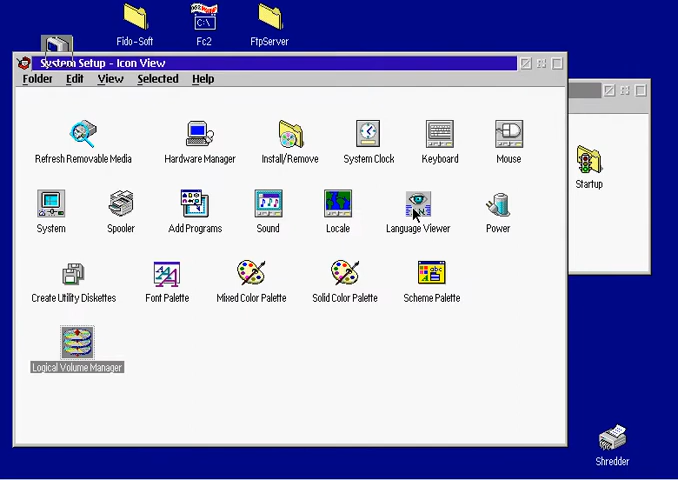 Fido-Soft
Fc2
FtpServer
System Setup - Icon View
Folder
Edit
View
Selected
Help
Refresh Removable Media
Hardware Manager
Install/Remove
System Clock
Keyboard
Mouse
Startup
System
Spooler
Add Programs
Sound
Locale
Language Viewer
Power
Create Utility Diskettes
Font Palette
Mixed Color Palette
Solid Color Palette
Scheme Palette
Logical Volume Manager
Shredder